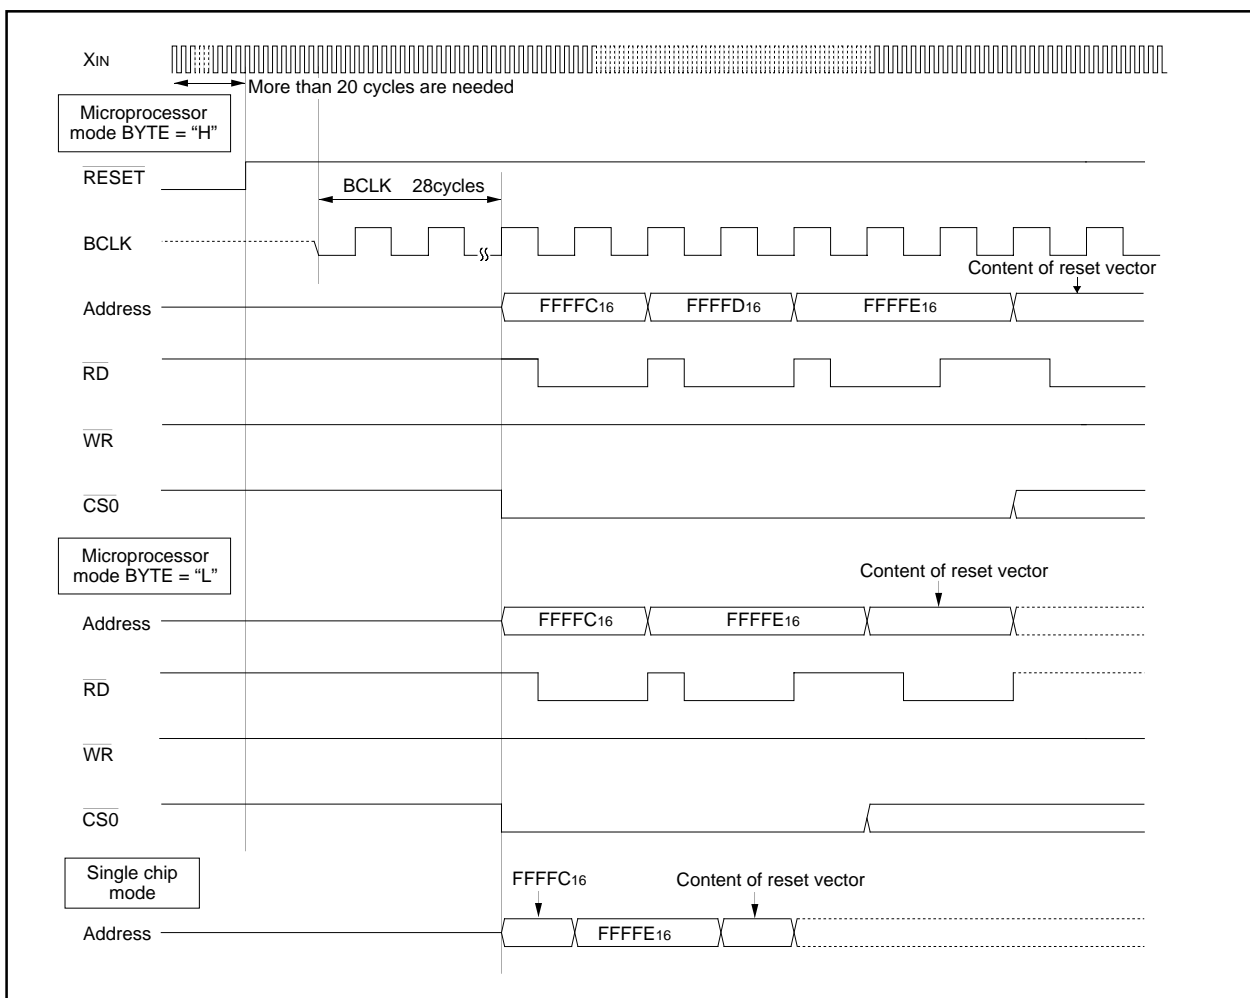 XIN
More than 20 cycles are needed
Microprocessor
mode BYTE = “H”
RESET
BCLK 28cycles
BCLK
Content of reset vector
Address
FFFFC16
FFFFD16
FFFFE16
RD
WR
CS0
Microprocessor
mode BYTE = “L”
Content of reset vector
Address
FFFFC16
FFFFE16
RD
WR
CS0
Single chip
mode
FFFFC16
Content of reset vector
Address
FFFFE16